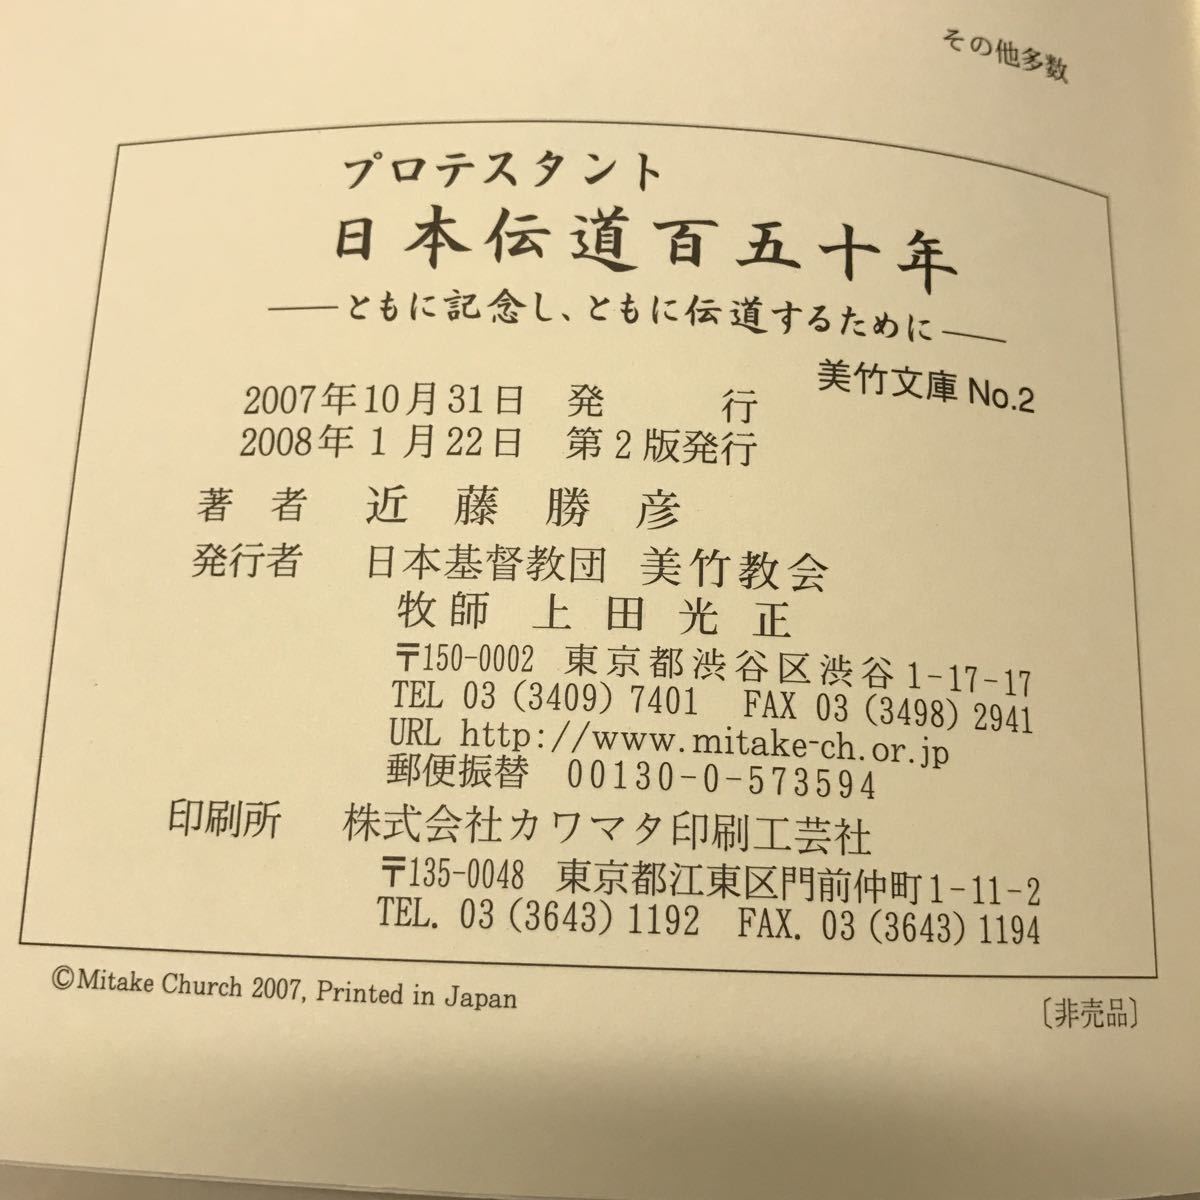 その他多数
プロテスタント
日本伝道百五十年
――ともに記念し、ともに伝道するために――
美竹文庫 No.2
2007年10月31日 発 行
2008年 1 月22日 第2版発行
著 者 近 藤 勝 彦
発行者 日本基督教団 美竹教会
牧師 上 田 光 正
〒150-0002 東京都渋谷区渋谷1-17-17
TEL 03 (3409) 7401 FAX 03 (3498) 2941
URL http://www.mitake-ch.or.jp
郵便振替 00130-0-573594
印刷所 株式会社カワマタ印刷工芸社
〒135-0048 東京都江東区門前仲町1-11-2
TEL. 03 (3643) 1192 FAX. 03 (3643) 1194
©Mitake Church 2007, Printed in Japan
〔非売品〕